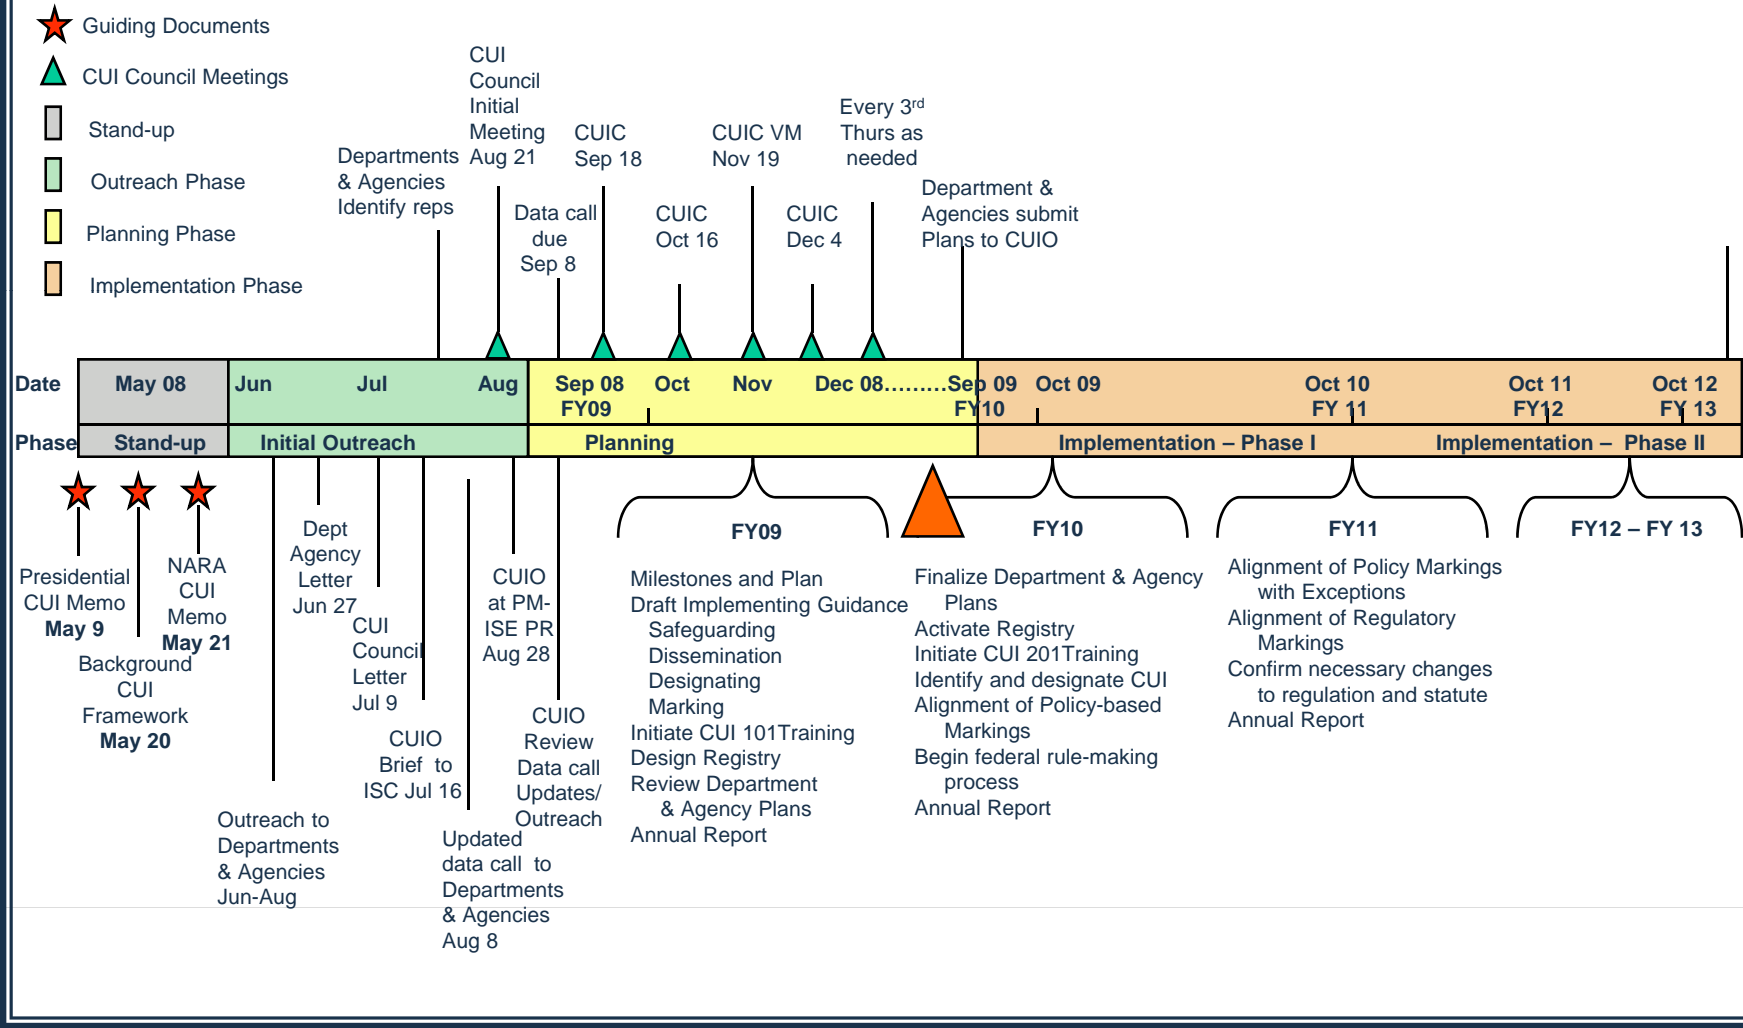 Guiding Documents
CUI Council Meetings
Stand-up
Outreach Phase
Planning Phase
Implementation Phase
Departments
& Agencies
Identify reps
CUI
Council
Initial
Meeting
Aug 21
Data call
due
Sep 8
CUIC
Sep 18
CUIC
Oct 16
CUIC VM
Nov 19
CUIC
Dec 4
Every 3rd
Thurs as
needed
Department &
Agencies submit
Plans to CUIO
Date May 08 Jun Jul Aug Sep 08 Oct Nov Dec 08.........Sep 09 Oct 09 Oct 10 Oct 11 Oct 12
FY09 FY10 FY 11 FY12 FY 13
Phase Stand-up Initial Outreach Planning Implementation – Phase I Implementation – Phase II
Presidential
CUI Memo
May 9
Background
CUI
Framework
May 20
NARA
CUI
Memo
May 21
Outreach to
Departments
& Agencies
Jun-Aug
Dept
Agency
Letter
Jun 27
CUI
Council
Letter
Jul 9
CUIO
Brief to
ISC Jul 16
Updated
data call to
Departments
& Agencies
Aug 8
CUIO
at PM-
ISE PR
Aug 28
CUIO
Review
Data call
Updates/
Outreach
FY09
Milestones and Plan
Draft Implementing Guidance
Safeguarding
Dissemination
Designating
Marking
Initiate CUI 101Training
Design Registry
Review Department
& Agency Plans
Annual Report
FY10
Finalize Department & Agency
Plans
Activate Registry
Initiate CUI 201Training
Identify and designate CUI
Alignment of Policy-based
Markings
Begin federal rule-making
process
Annual Report
FY11
Alignment of Policy Markings
with Exceptions
Alignment of Regulatory
Markings
Confirm necessary changes
to regulation and statute
Annual Report
FY12 – FY 13